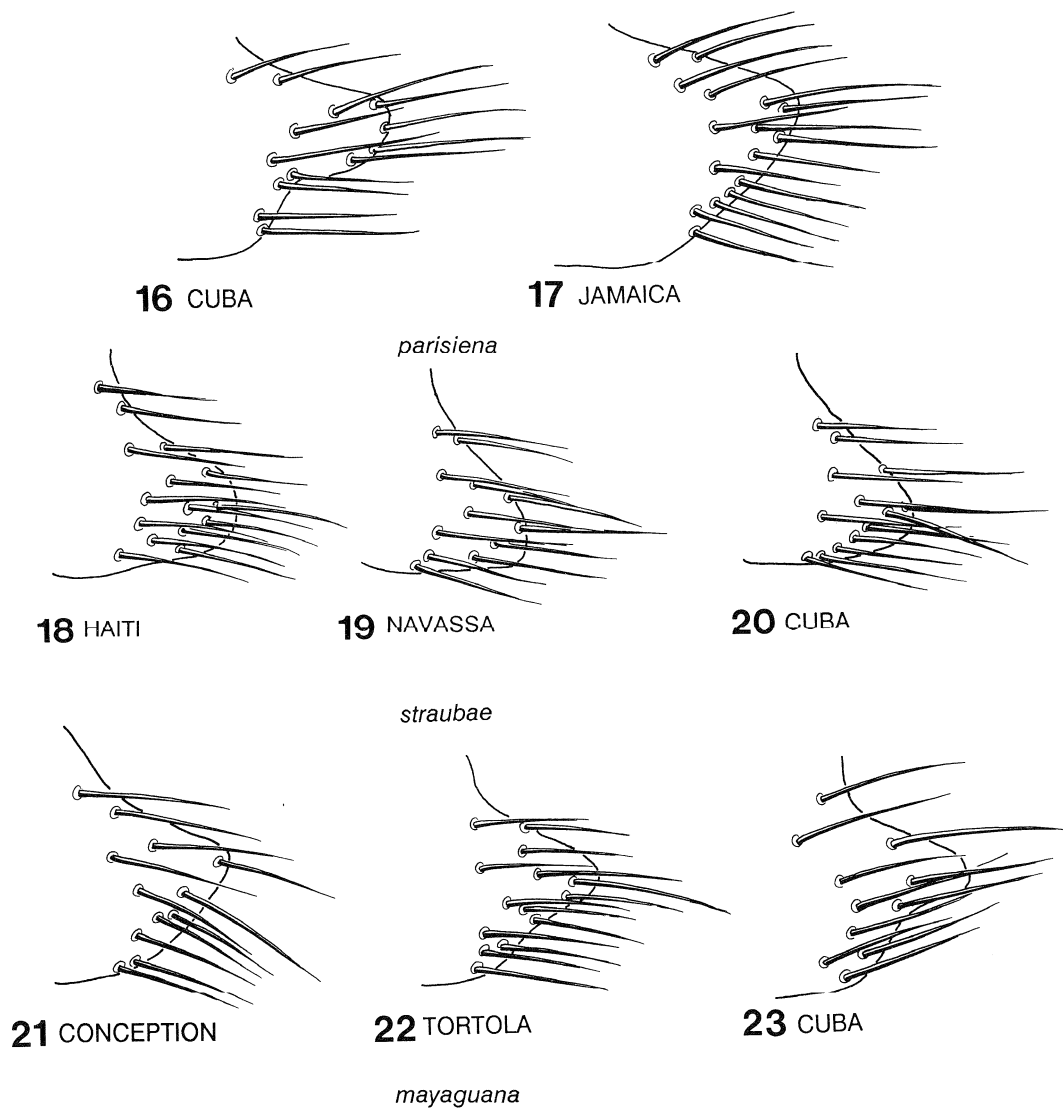 16 CUBA
17 JAMAICA
parisiena
18 HAITI
19 NAVASSA
20 CUBA
straubae
21 CONCEPTION
22 TORTOLA
23 CUBA
mayaguana